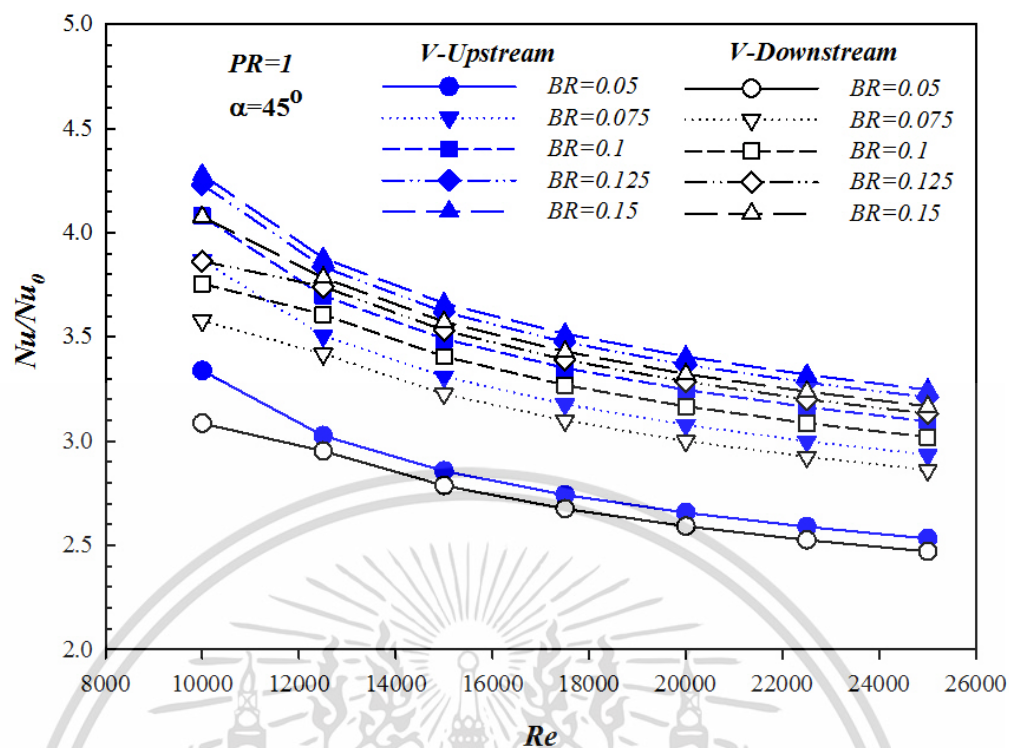 5.0
4.5
4.0
3.5
3.0
2.5
2.0
Nu/Nu0
PR=1
α=45⁰
V-Upstream
BR=0.05
BR=0.075
BR=0.1
BR=0.125
BR=0.15
V-Downstream
BR=0.05
BR=0.075
BR=0.1
BR=0.125
BR=0.15
8000 10000 12000 14000 16000 18000 20000 22000 24000 26000
Re